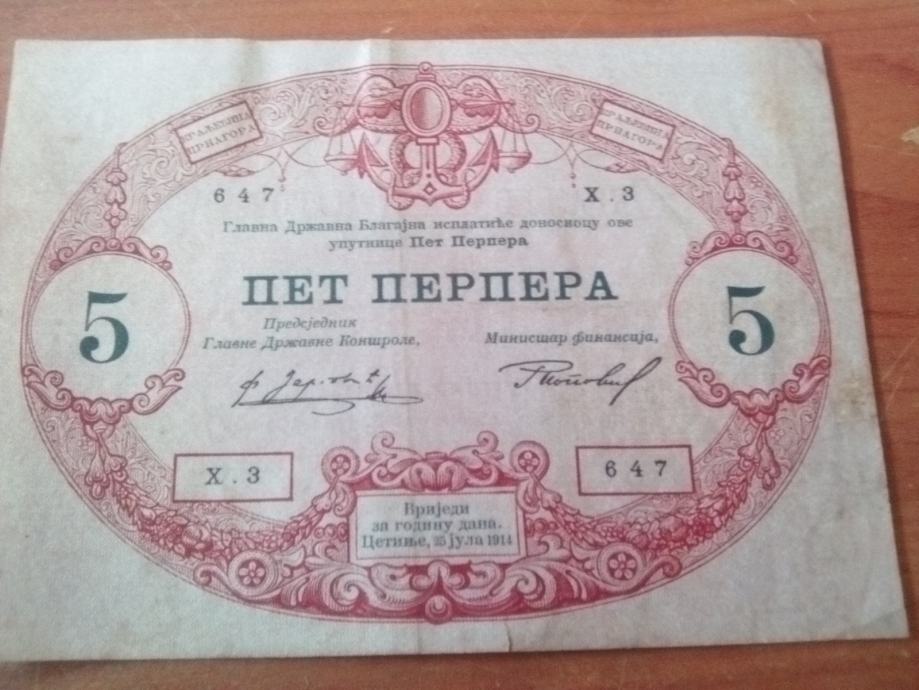 КРАЉЕВИНА
ЦРНАГОРА
КРАЉЕВИНА
ЦРНАГОРА
647
X.3
Главна Државна Благајна исплатиће доносиоцу ове
упутнице Пет Перпера
ПЕТ ПЕРПЕРА
5
5
Предсједник
Главне Државне Контроле,
Министар финансија,
X.3
647
Вриједи
за годину дана.
Цетиње, 25 јула 1914